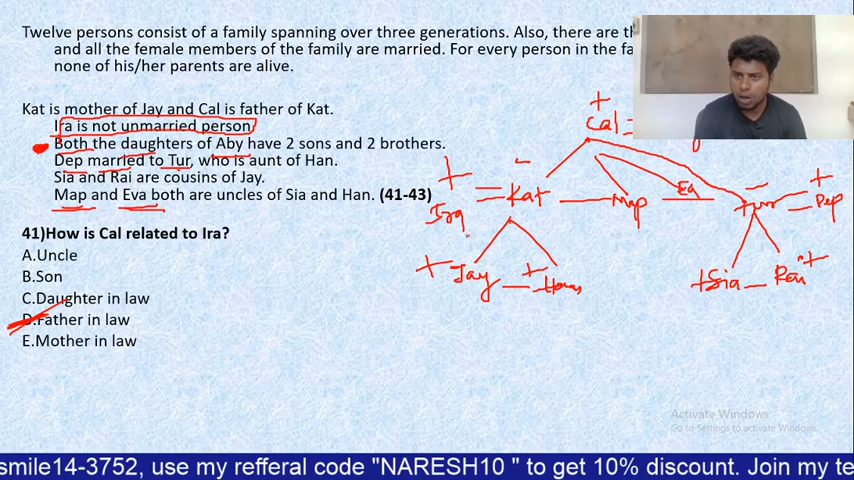 Twelve persons consist of a family spanning over three generations. Also, there are
and all the female members of the family are married. For every person in the
none of his/her parents are alive.
Kat is mother of Jay and Cal is father of Kat.
Ira is not unmarried person.
Both the daughters of Aby have 2 sons and 2 brothers.
Dep married to Tur, who is aunt of Han.
Sia and Rai are cousins of Jay.
Map and Eva both are uncles of Sia and Han. (41-43)
41)How is Cal related to Ira?
A.Uncle
B.Son
C.Daughter in law
D.Father in law
E.Mother in law
+
Cal =
+ - - +
Ira = Kat — Map — Eva Tur = Dep
+ Jay — + Han +Sia — Rai +
Activate Windows
Go to Settings to activate Windows.
smile14-3752, use my refferal code "NARESH10 " to get 10% discount. Join my te